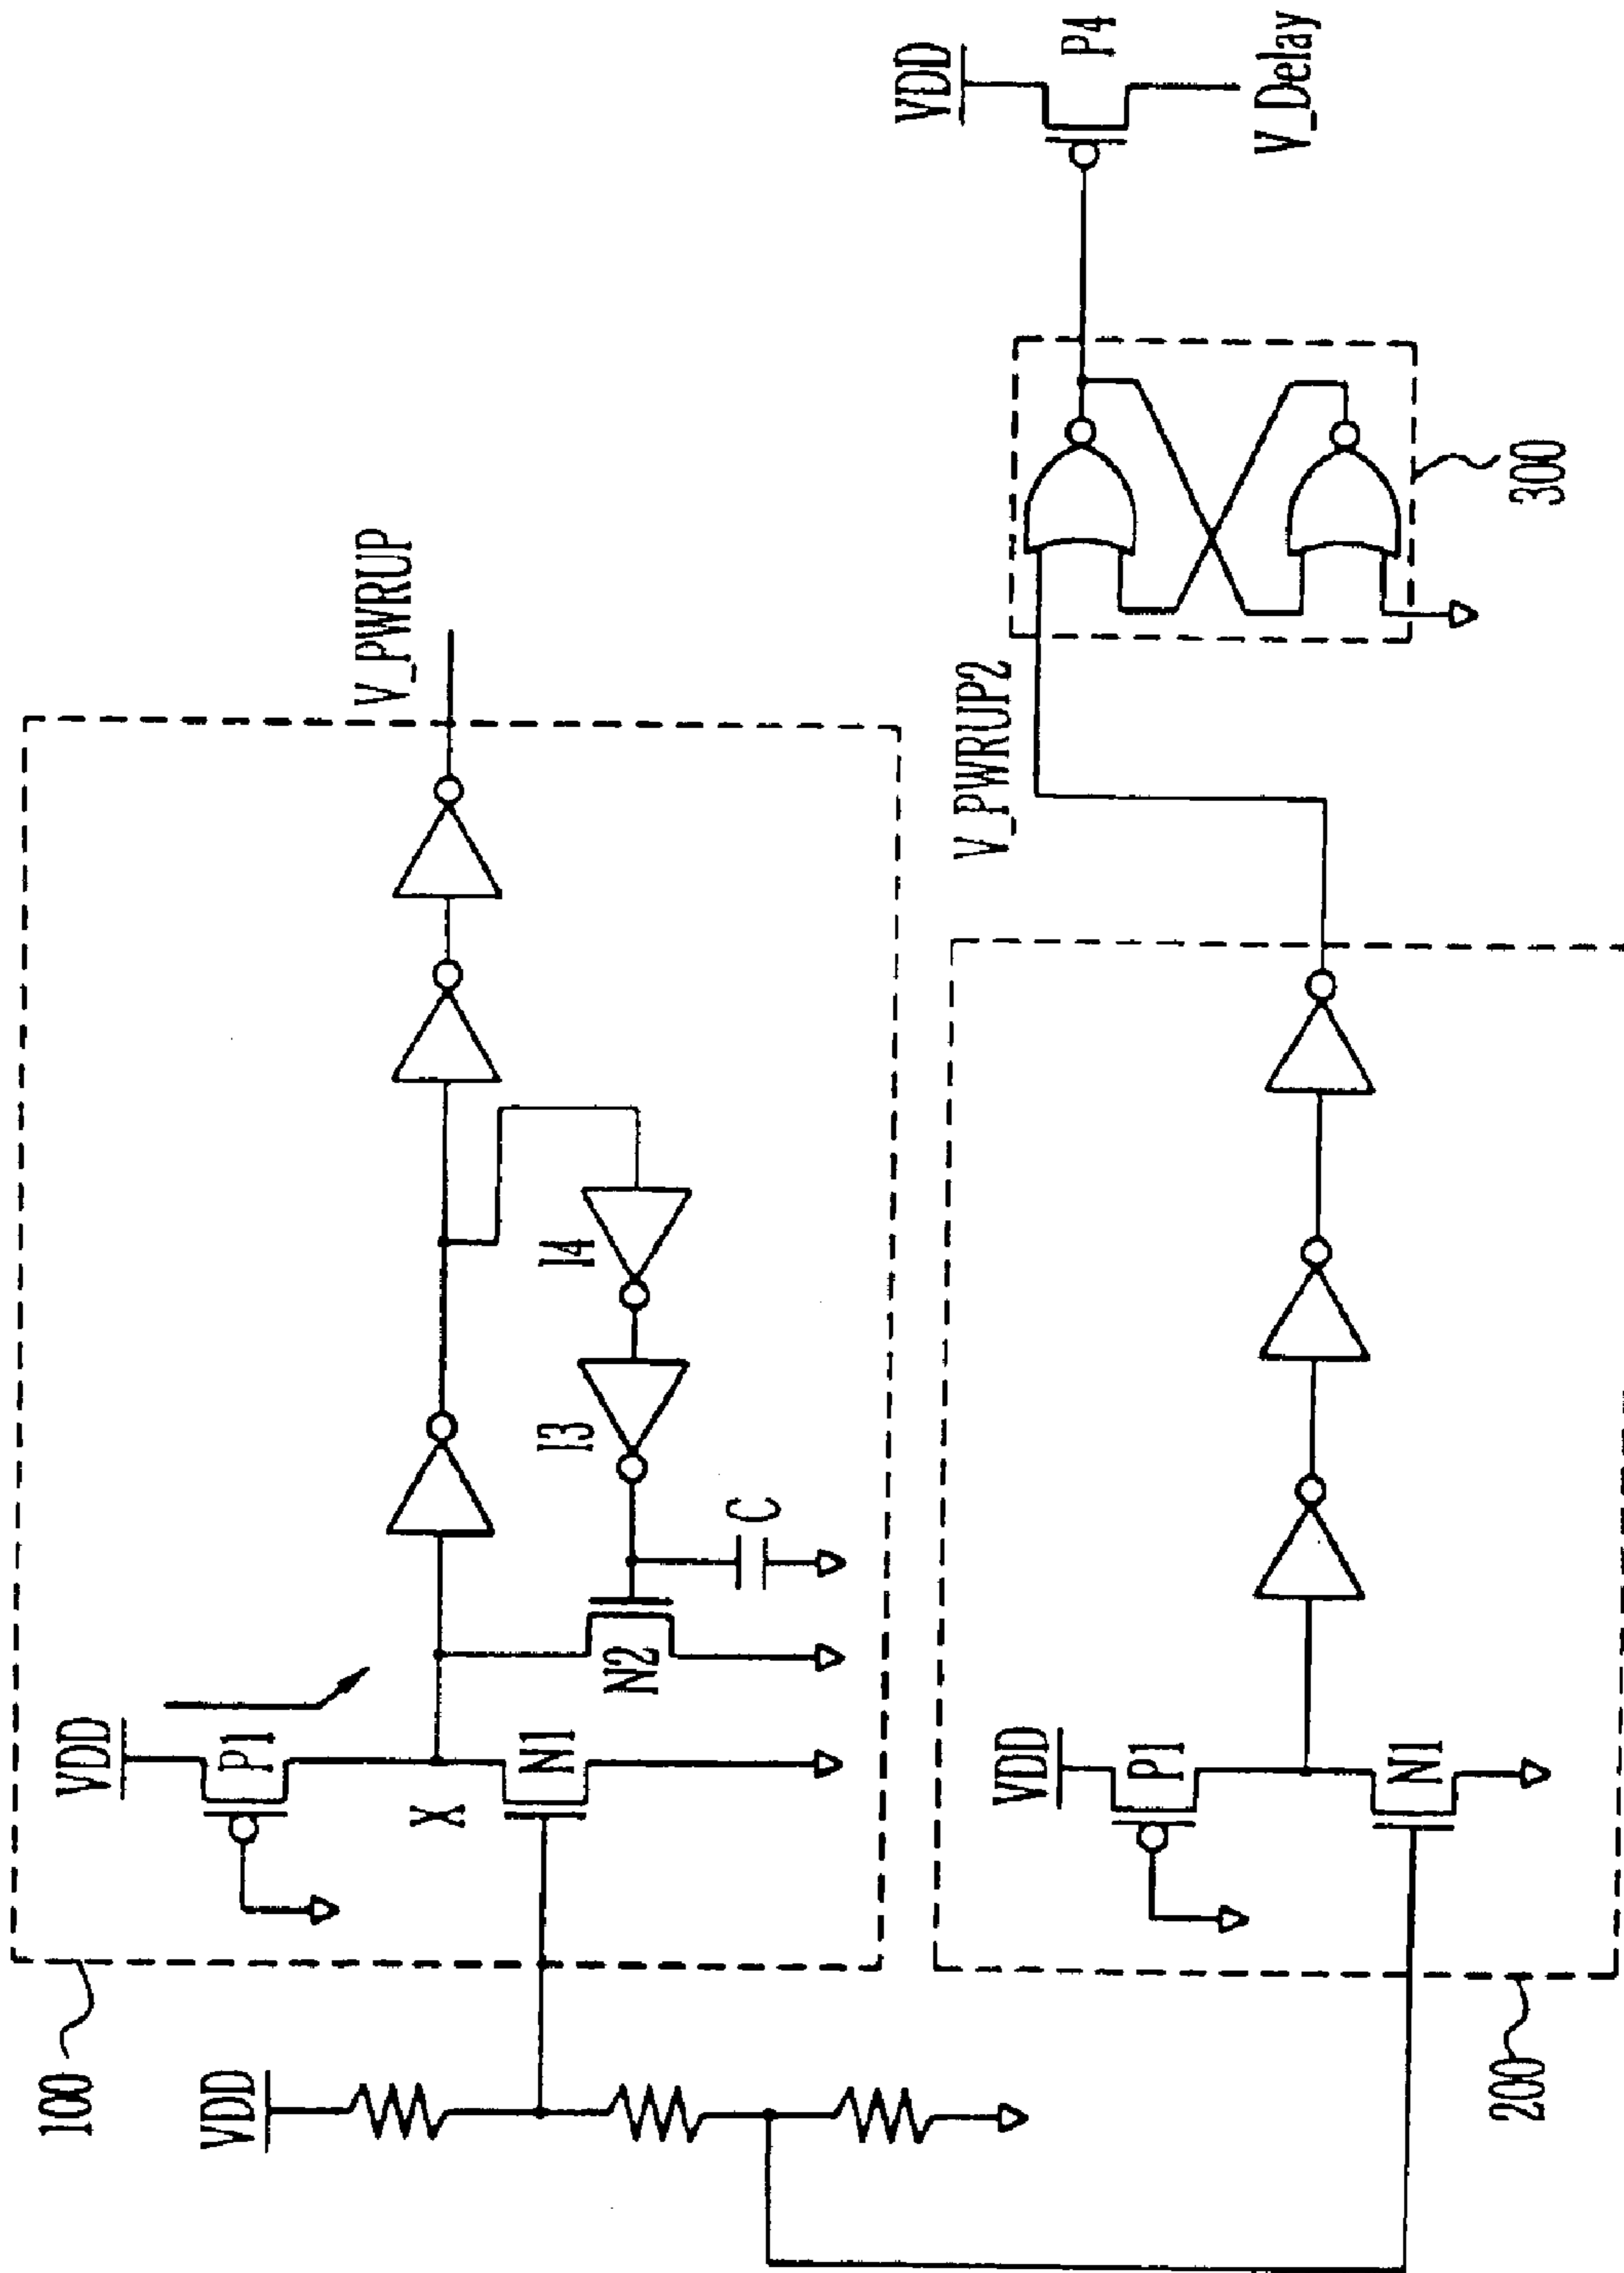 100
VDD
P1
X
N1
N2
C
I3
I4
V_PWRUP
VDD
200
VDD
P1
N1
V_PWRUP2
300
VDD
P4
V_Delay